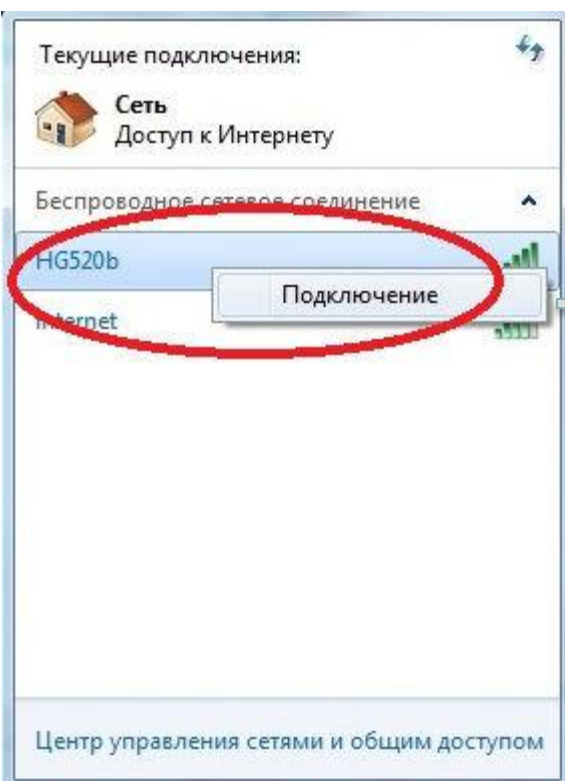 Текущие подключения:
Сеть
Доступ к Интернету
Беспроводное сетевое соединение
HG520b
Подключение
Internet
Центр управления сетями и общим доступом